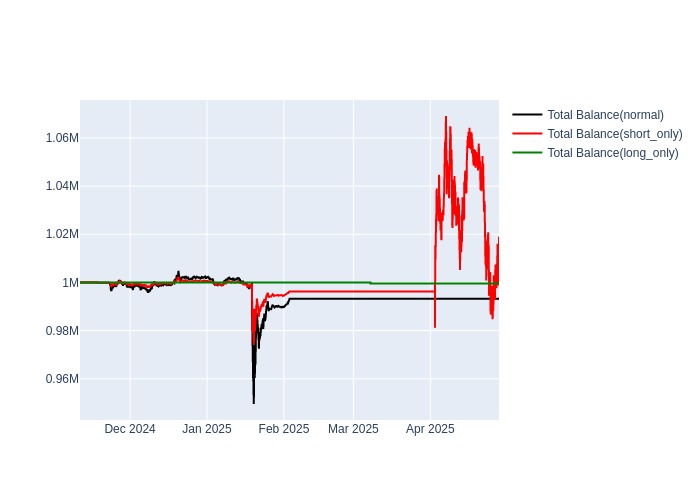 Total Balance(normal)
Total Balance(short_only)
Total Balance(long_only)
1.06M
1.04M
1.02M
1M
0.98M
0.96M
Dec 2024
Jan 2025
Feb 2025
Mar 2025
Apr 2025